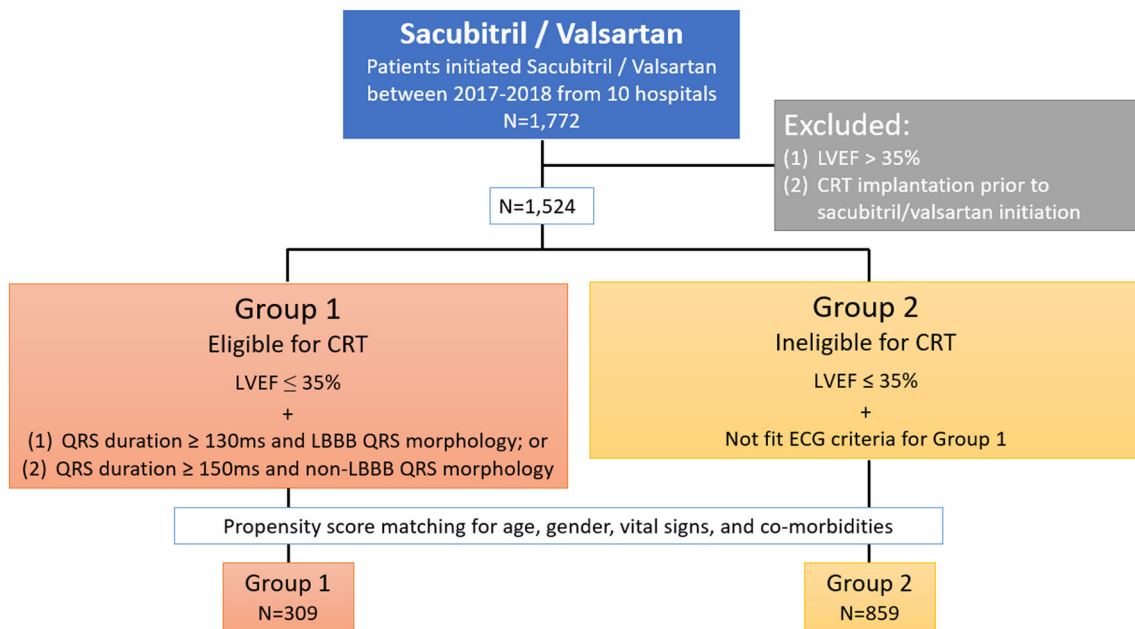 Sacubitril / Valsartan
Patients initiated Sacubitril / Valsartan
between 2017-2018 from 10 hospitals
N=1,772
Excluded:
(1) LVEF > 35%
(2) CRT implantation prior to
sacubitril/valsartan initiation
N=1,524
Group 1
Eligible for CRT
LVEF ≤ 35%
+
(1) QRS duration ≥ 130ms and LBBB QRS morphology; or
(2) QRS duration ≥ 150ms and non-LBBB QRS morphology
Group 2
Ineligible for CRT
LVEF ≤ 35%
+
Not fit ECG criteria for Group 1
Propensity score matching for age, gender, vital signs, and co-morbidities
Group 1
N=309
Group 2
N=859